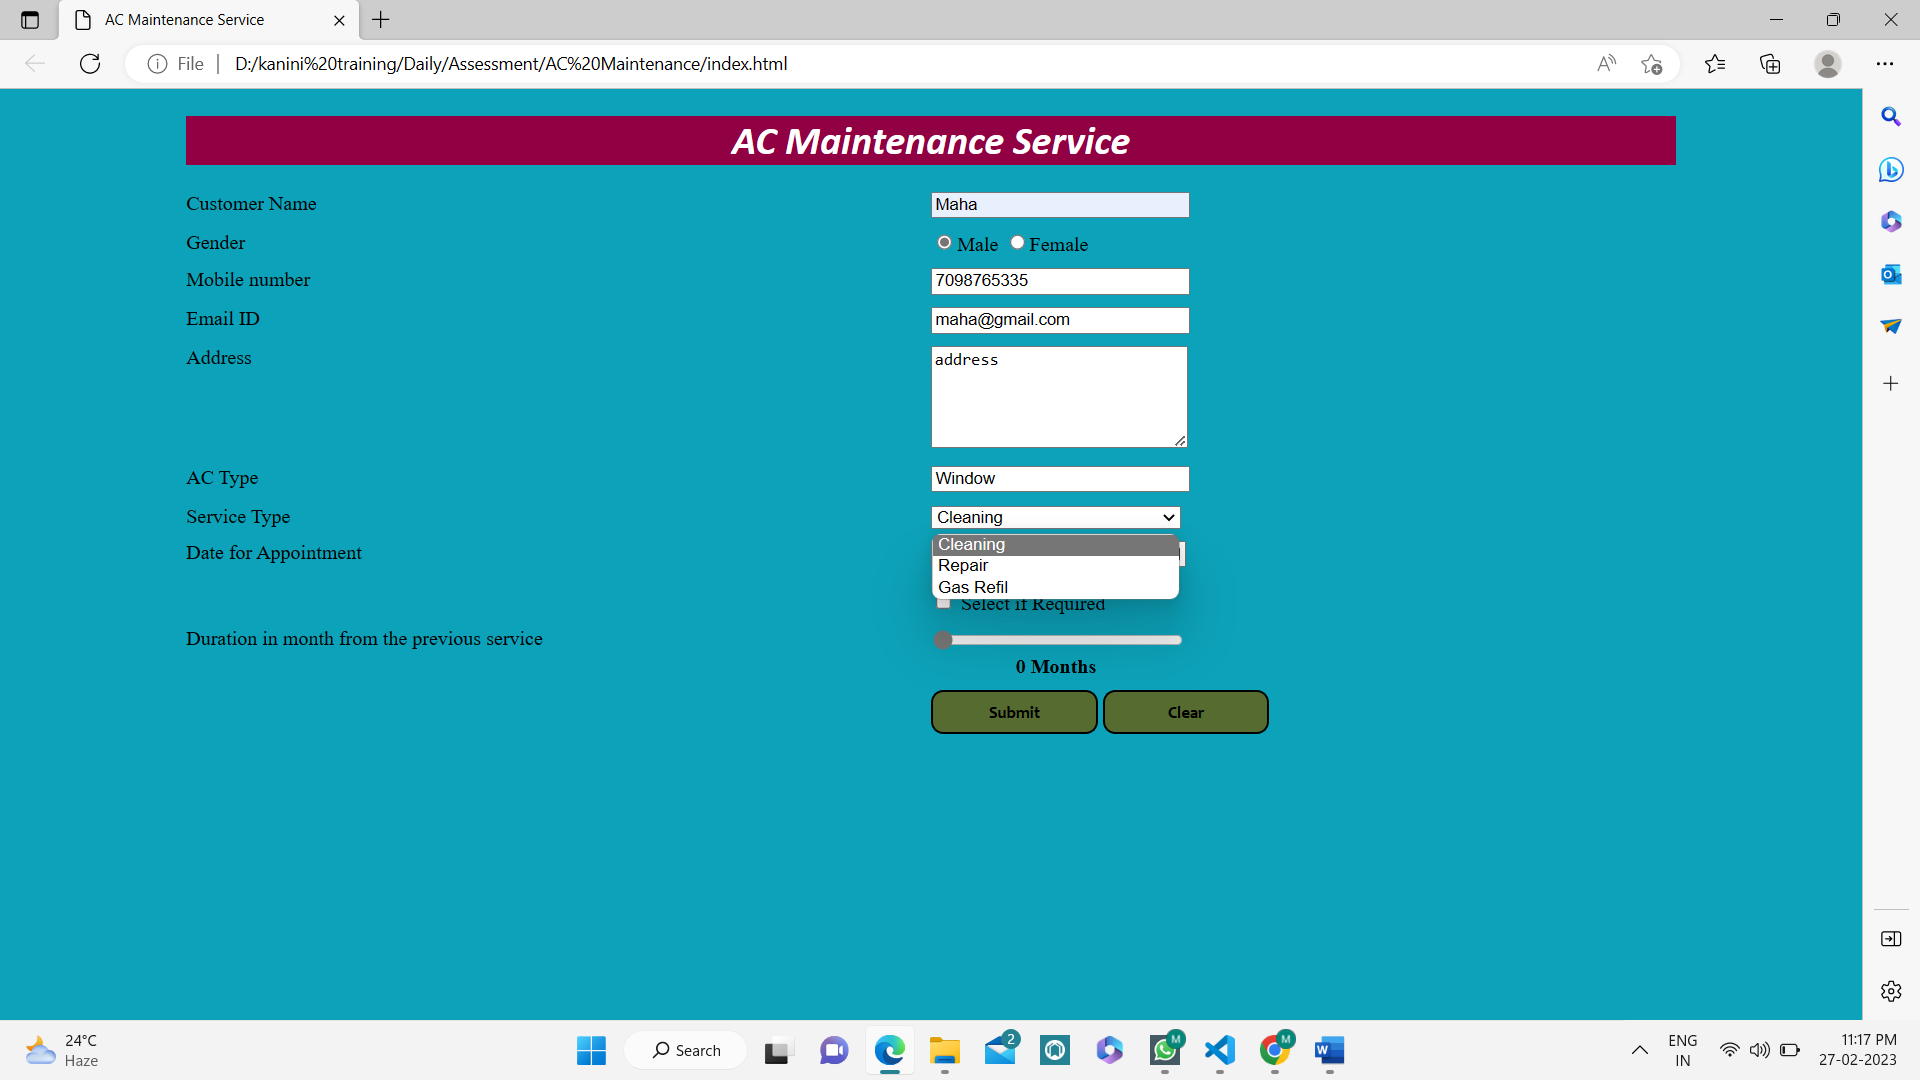 AC Maintenance Service
File
D:/kanini%20training/Daily/Assessment/AC%20Maintenance/index.html
AC Maintenance Service
Customer Name
Maha
Gender
Male Female
Mobile number
7098765335
Email ID
maha@gmail.com
Address
address
AC Type
Window
Service Type
Cleaning
Date for Appointment
Cleaning
Repair
Gas Refil
Select if Required
Duration in month from the previous service
0 Months
Submit
Clear
24°C
Haze
Search
2
M
M
ENG
IN
11:17 PM
27-02-2023